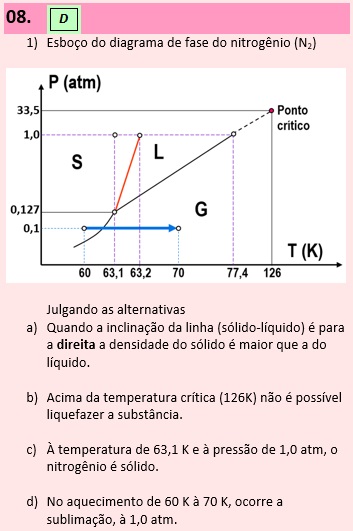 08. D
1) Esboço do diagrama de fase do nitrogênio (N₂)
P (atm)
33,5
Ponto
critico
1,0
S
L
0,127
G
0,1
T (K)
60 63,1 63,2 70 77,4 126
Julgando as alternativas
a) Quando a inclinação da linha (sólido-líquido) é para
a direita a densidade do sólido é maior que a do
líquido.
b) Acima da temperatura crítica (126K) não é possível
liquefazer a substância.
c) À temperatura de 63,1 K e à pressão de 1,0 atm, o
nitrogênio é sólido.
d) No aquecimento de 60 K à 70 K, ocorre a
sublimação, à 1,0 atm.